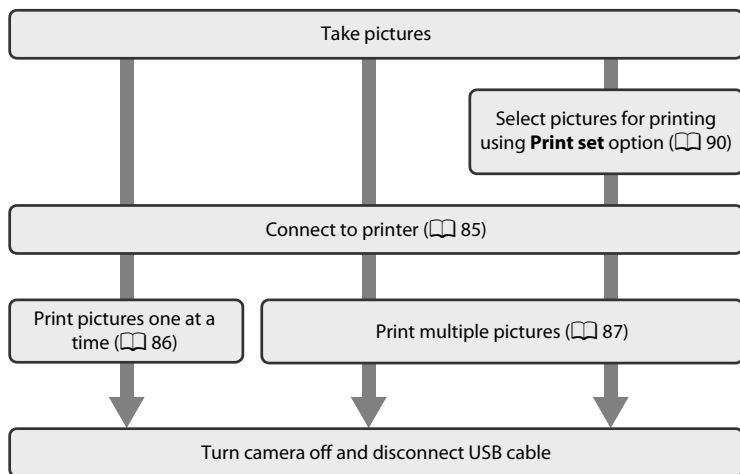 Take pictures
Select pictures for printing
using Print set option (📖 90)
Connect to printer (📖 85)
Print pictures one at a
time (📖 86)
Print multiple pictures (📖 87)
Turn camera off and disconnect USB cable